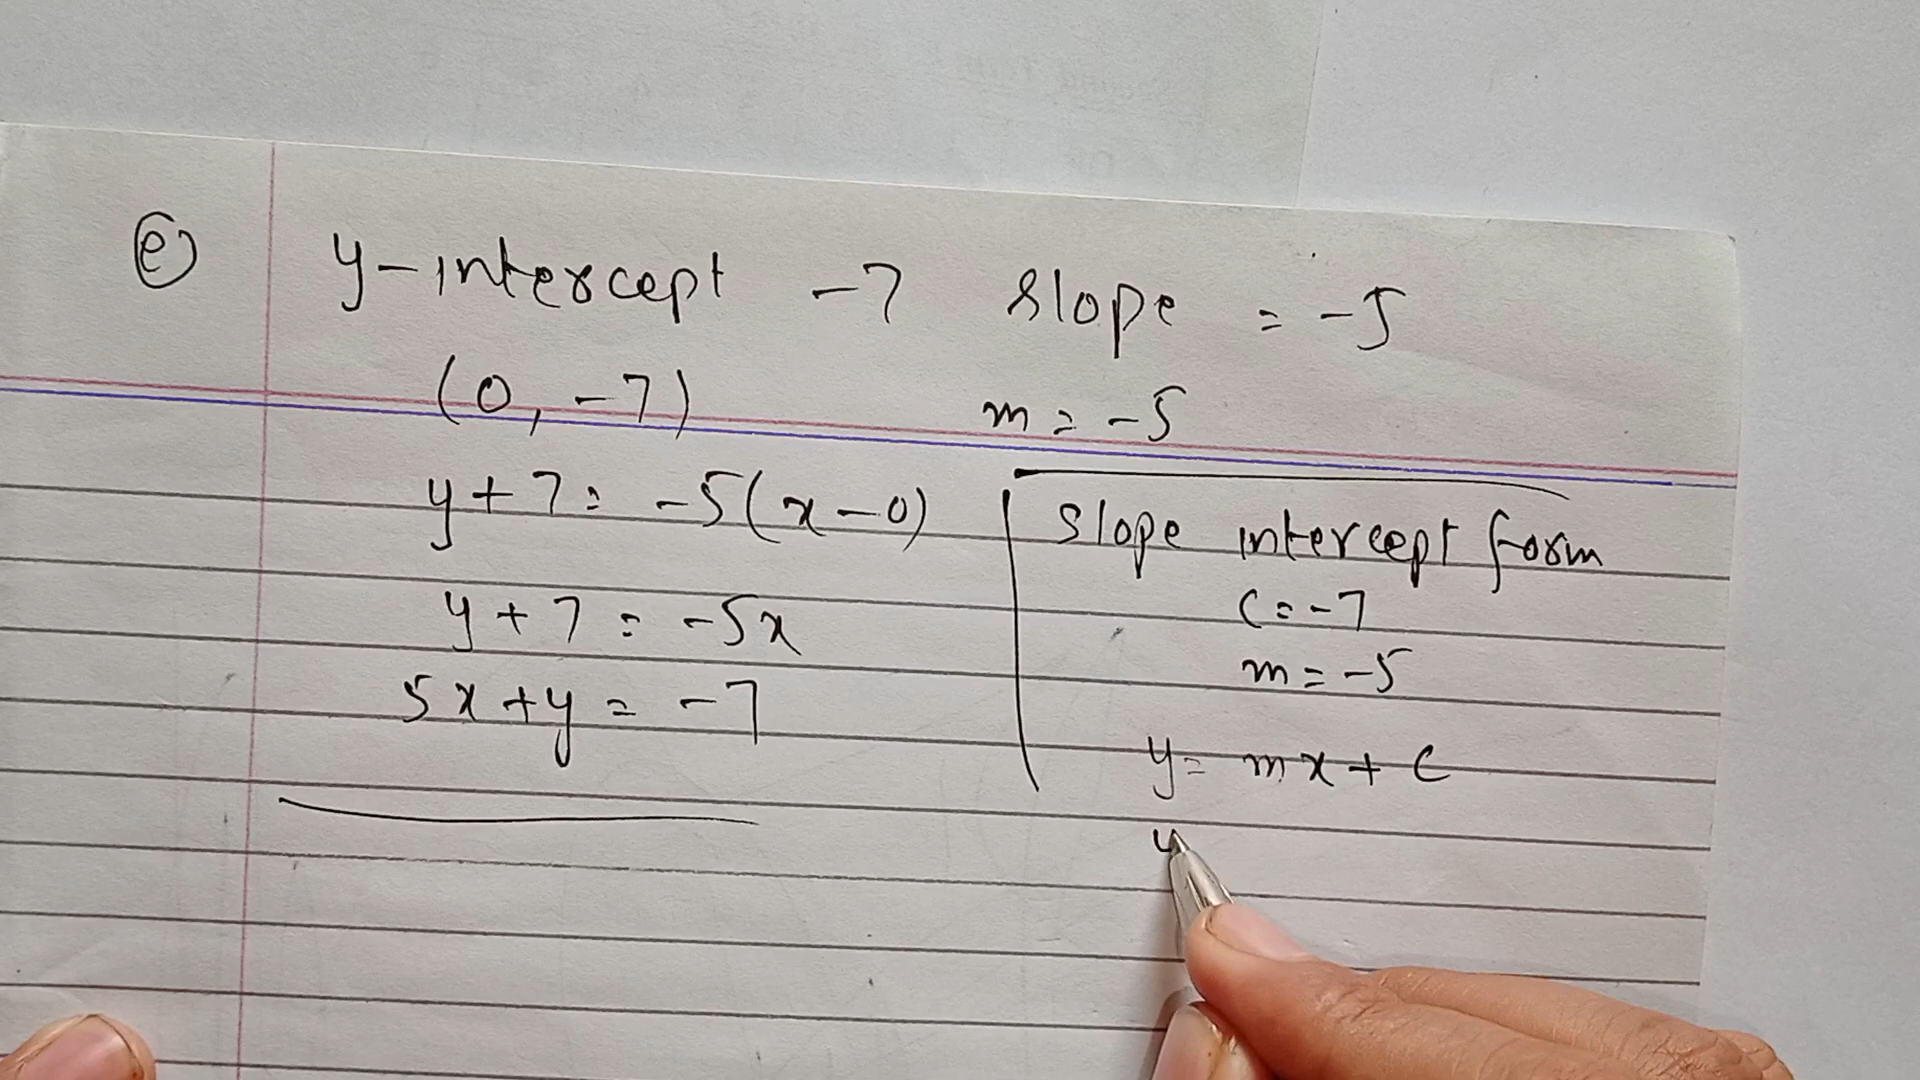 (e) y-intercept -7 slope = -5
(0, -7) m = -5
y + 7 = -5(x - 0)
y + 7 = -5x
5x + y = -7
slope intercept form
c = -7
m = -5
y = mx + c
y